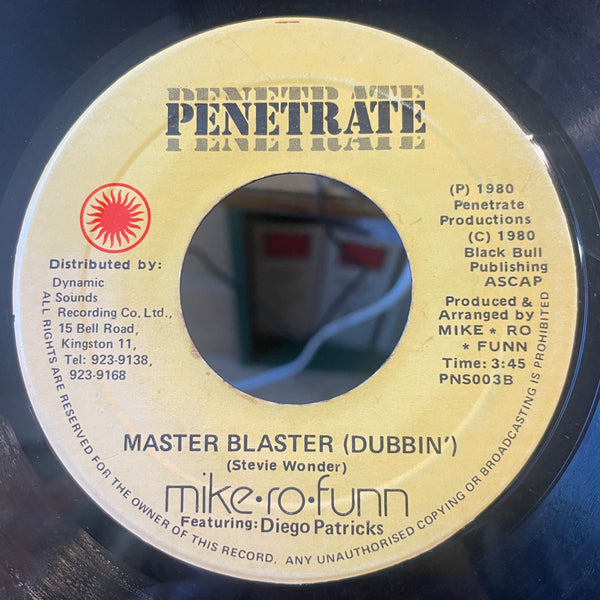 PENETRATE
(P) 1980
Penetrate
Productions
(C) 1980
Black Bull
Publishing
ASCAP
Produced &
Arranged by
MIKE * RO
* FUNN
Time: 3:45
PNS003B
Distributed by:
Dynamic
Sounds
Recording Co. Ltd.,
15 Bell Road,
Kingston 11,
Tel: 923-9138,
923-9168
MASTER BLASTER (DUBBIN')
(Stevie Wonder)
mike·ro·funn
Featuring: Diego Patricks
ALL RIGHTS ARE RESERVED FOR THE OWNER OF THIS RECORD, ANY UNAUTHORISED COPYING OR BROADCASTING IS PROHIBITED